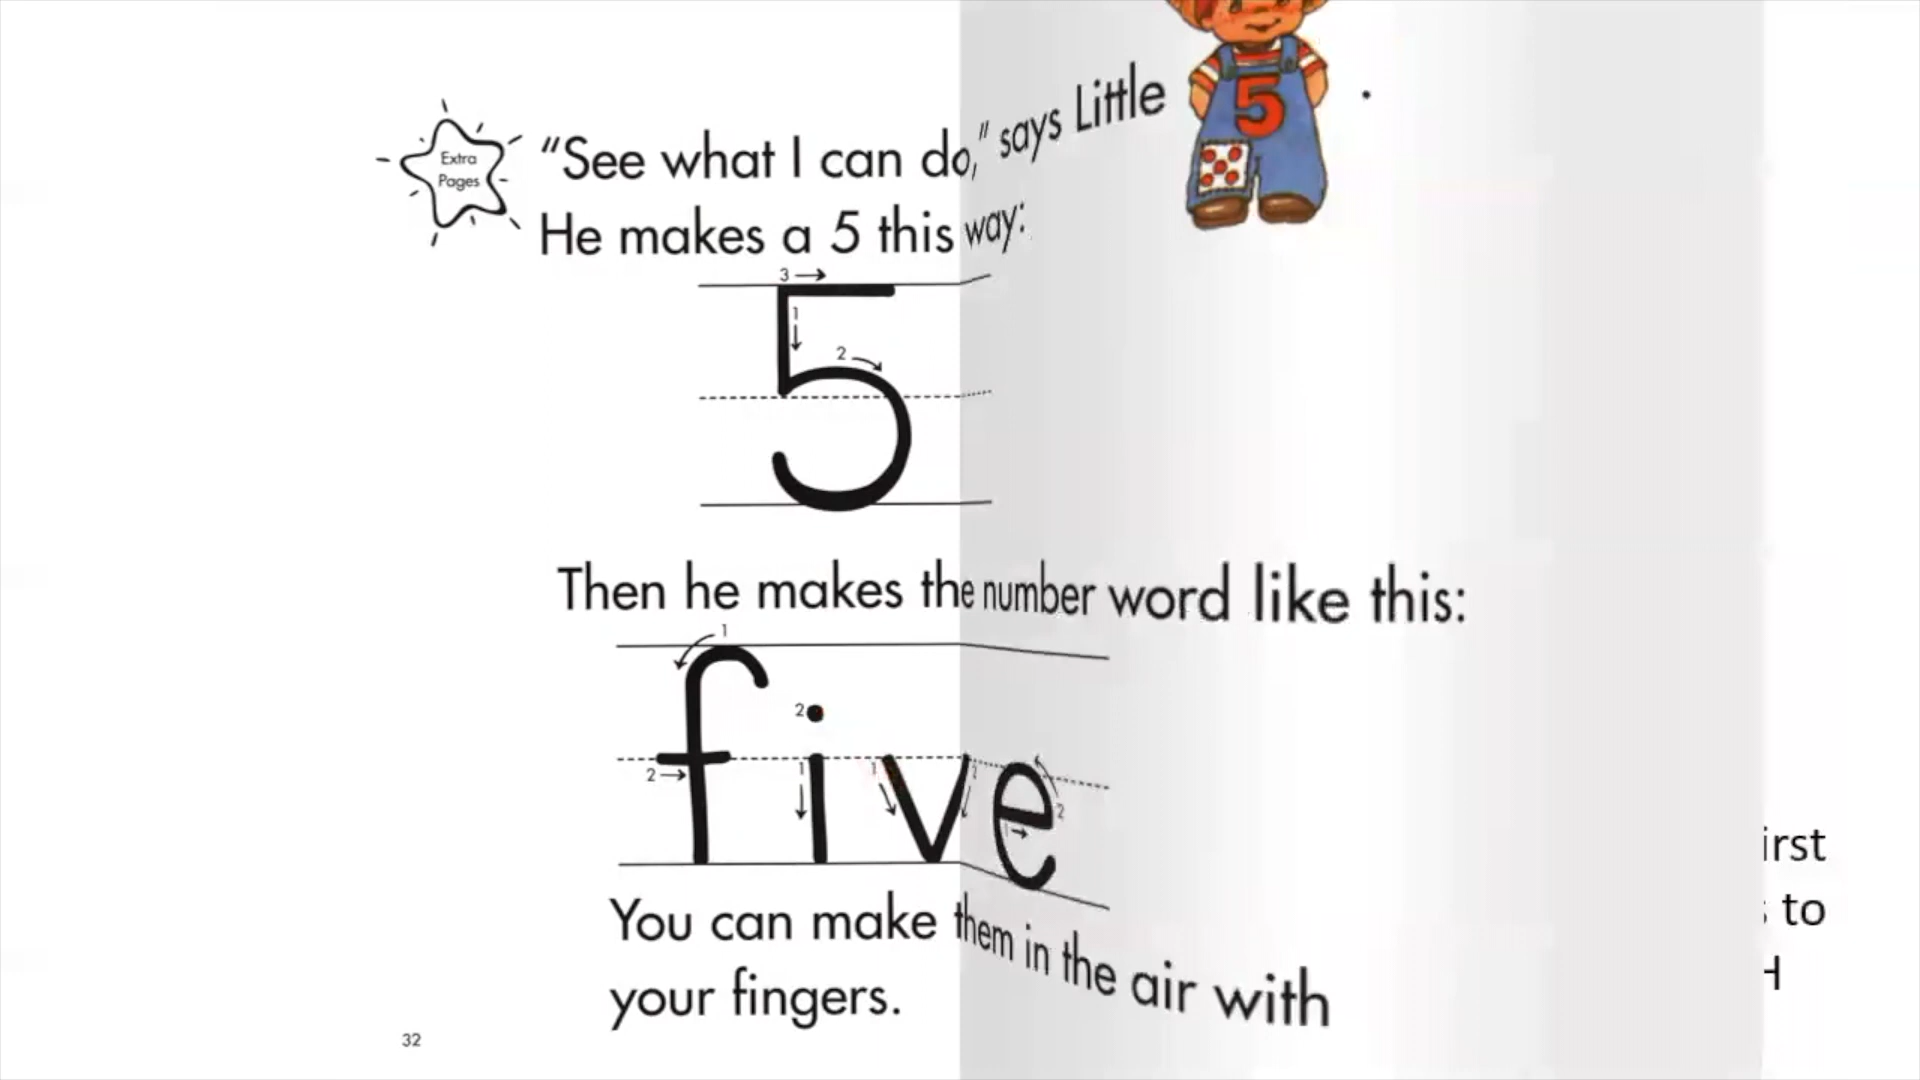 Extra
Pages
"See what I can do," says Little 5 .
He makes a 5 this way:
3
1
2
5
Then he makes the number word like this:
1
2
2
1
1
2
2
five
You can make them in the air with
your fingers.
32
irst
to